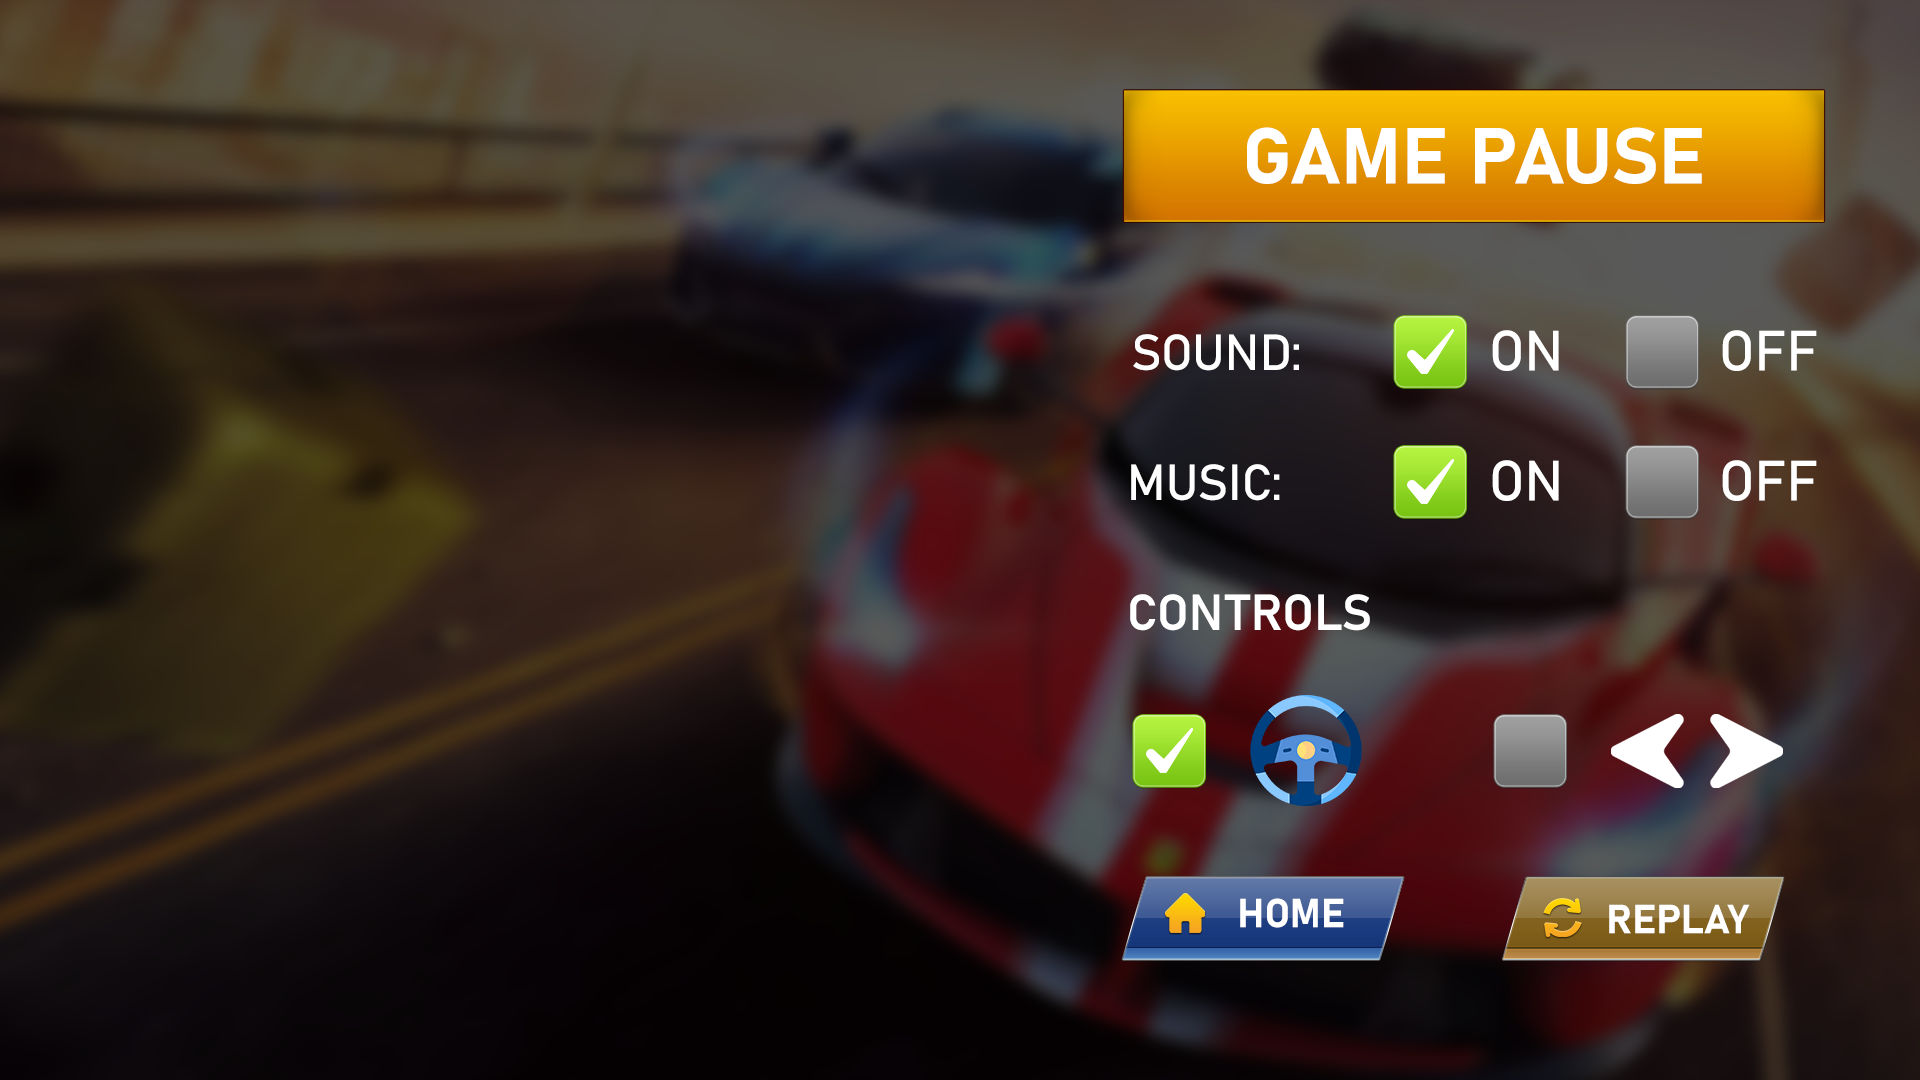 GAME PAUSE
SOUND: ON OFF
MUSIC: ON OFF
CONTROLS
HOME REPLAY